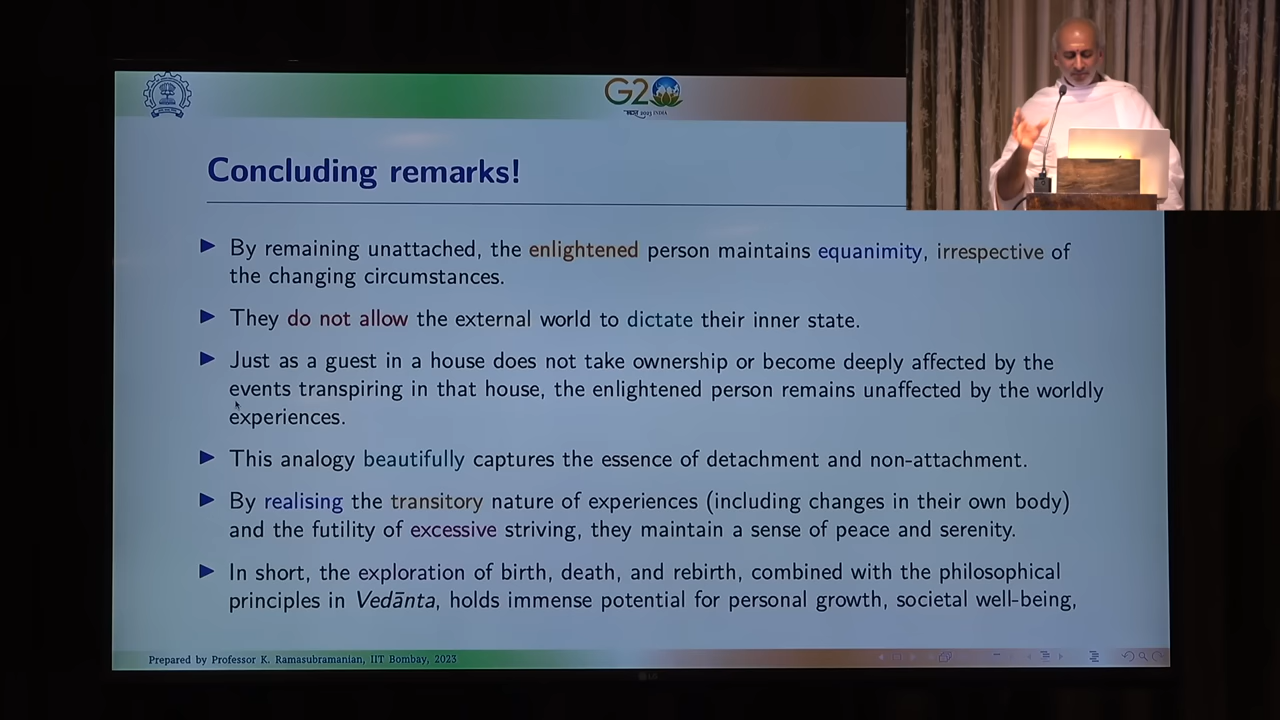 G20
2023 INDIA
Concluding remarks!
By remaining unattached, the enlightened person maintains equanimity, irrespective of
the changing circumstances.
They do not allow the external world to dictate their inner state.
Just as a guest in a house does not take ownership or become deeply affected by the
events transpiring in that house, the enlightened person remains unaffected by the worldly
experiences.
This analogy beautifully captures the essence of detachment and non-attachment.
By realising the transitory nature of experiences (including changes in their own body)
and the futility of excessive striving, they maintain a sense of peace and serenity.
In short, the exploration of birth, death, and rebirth, combined with the philosophical
principles in Vedānta, holds immense potential for personal growth, societal well-being,
Prepared by Professor K. Ramasubramanian, IIT Bombay, 2023
LG